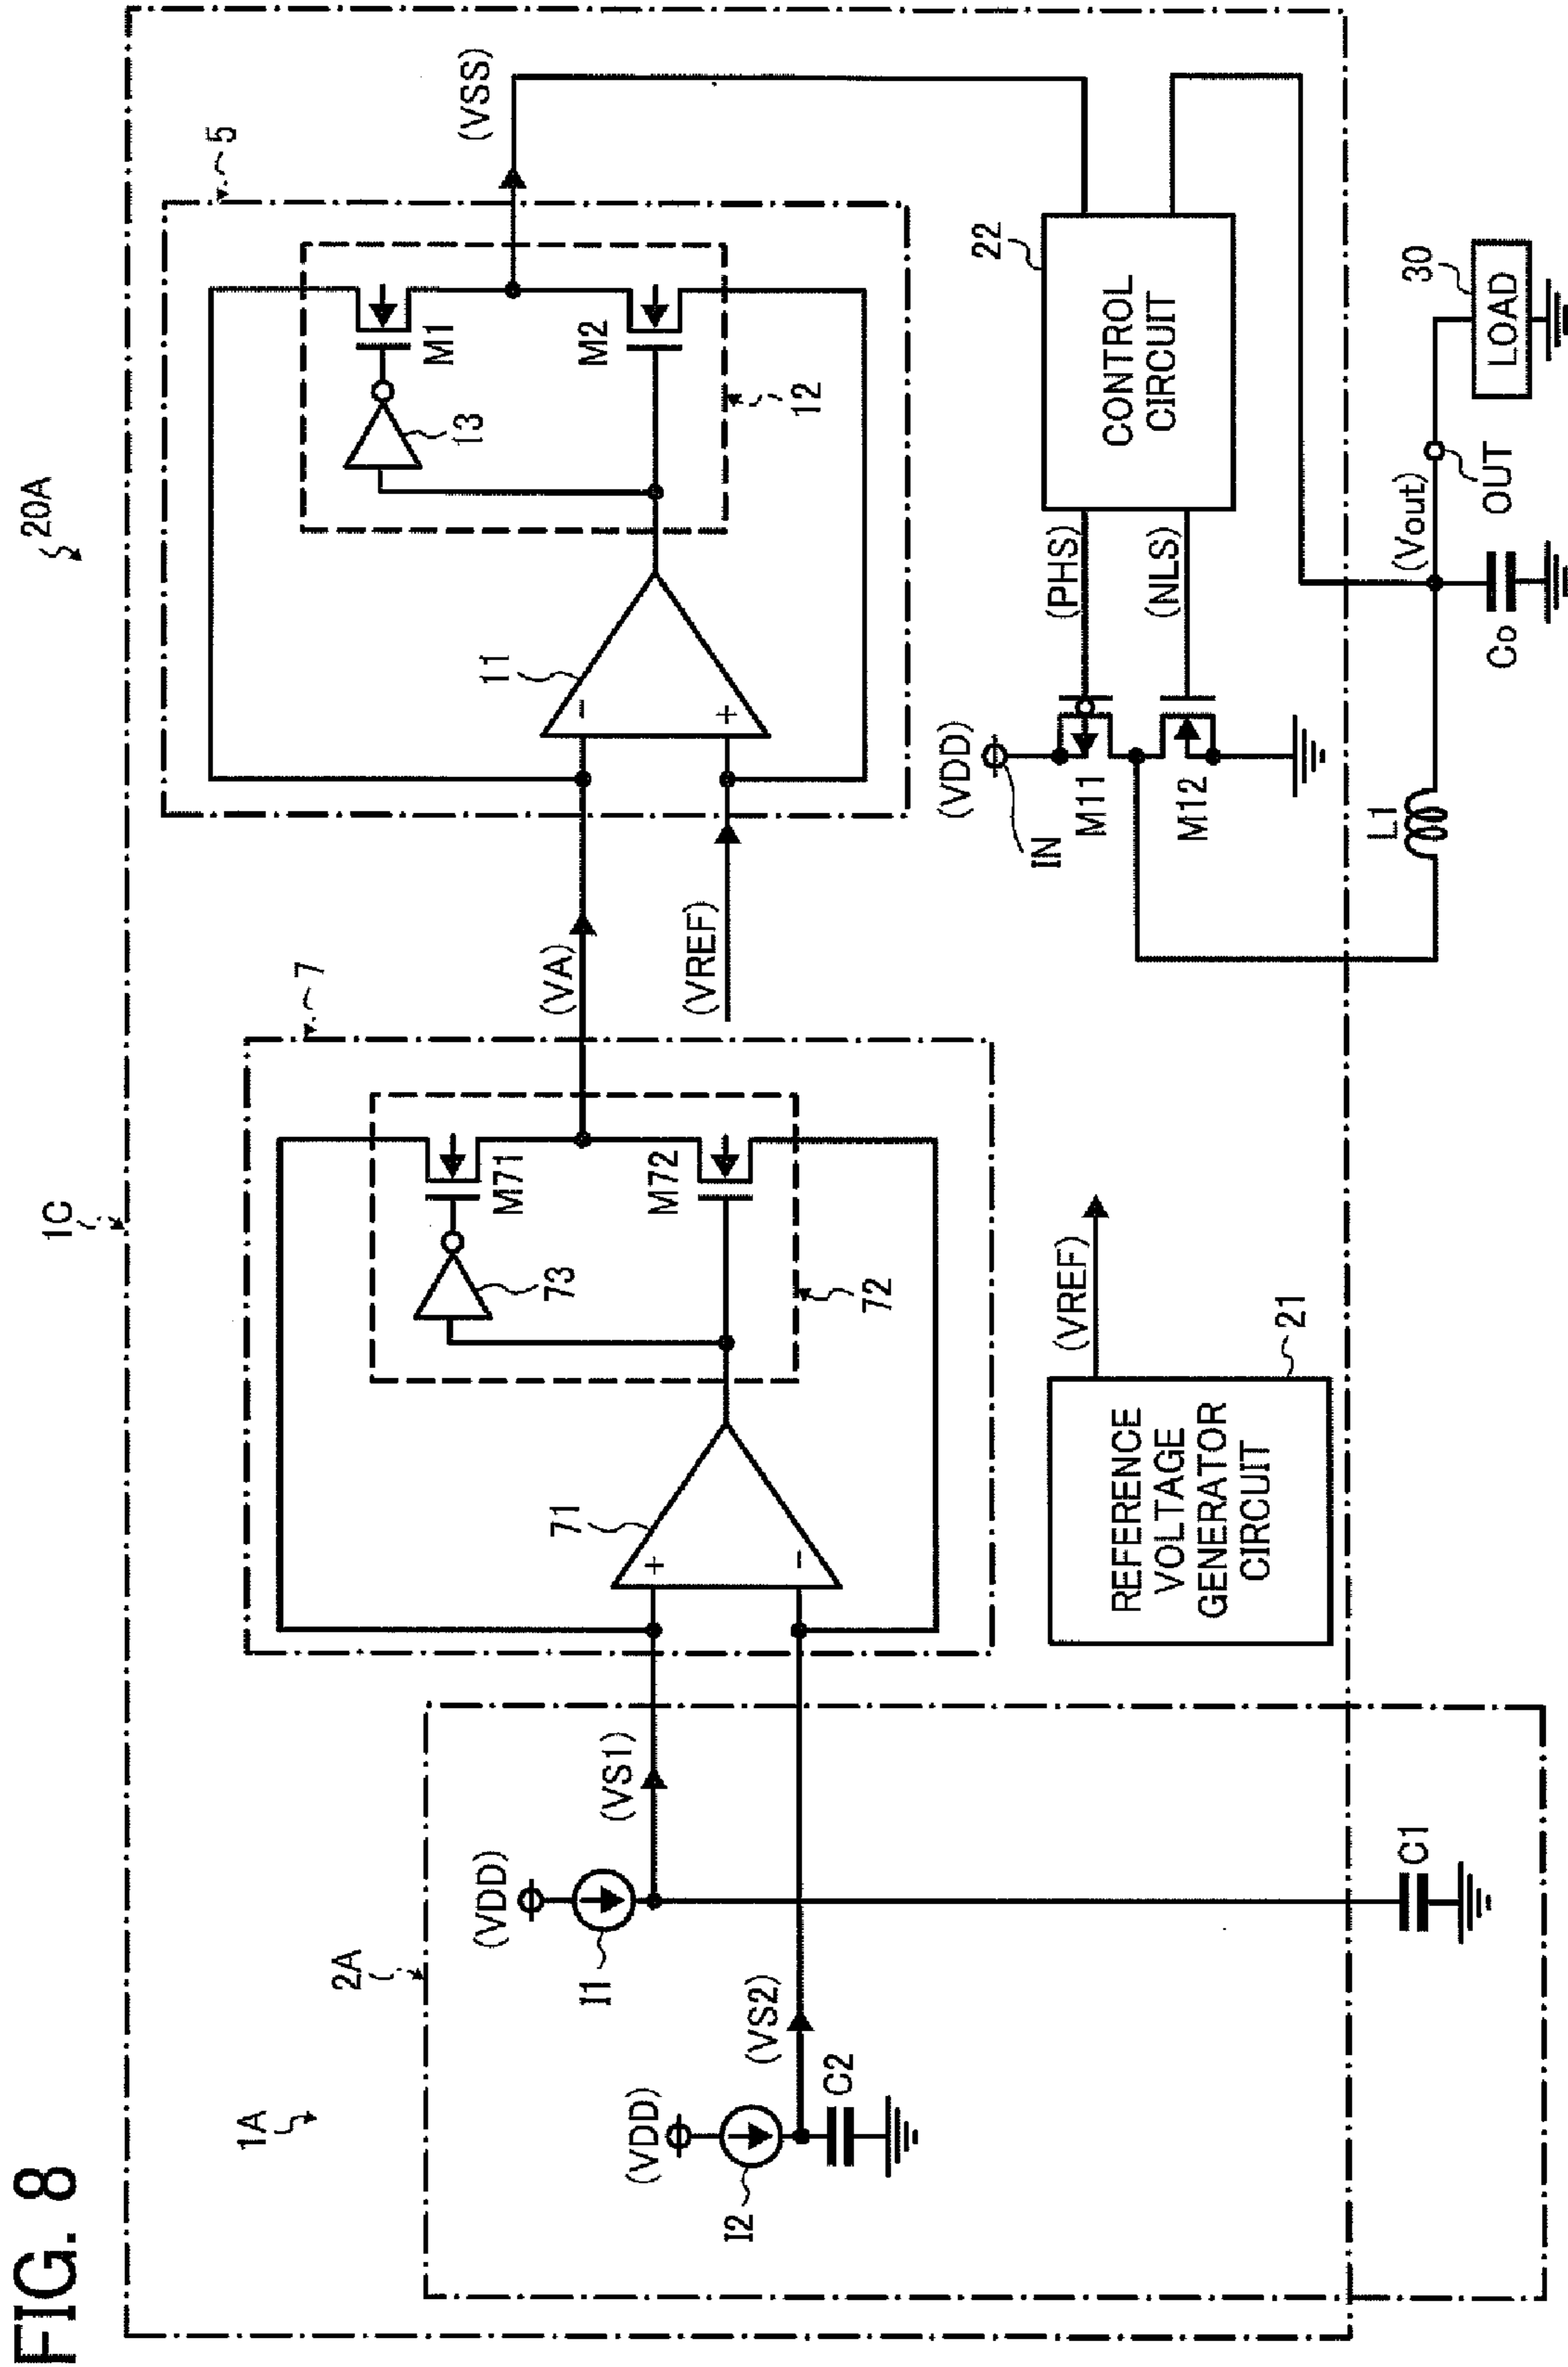 FIG. 8
20A
1C
1A
2A
7
5
(VDD)
I2
(VS2)
C2
(VDD)
I1
(VS1)
C1
71
+
-
73
M71
M72
72
(VA)
(VREF)
11
-
+
13
M1
M2
12
(VSS)
REFERENCE
VOLTAGE
GENERATOR
CIRCUIT
21
(VREF)
(VDD)
IN
M11
M12
(PHS)
(NLS)
CONTROL
CIRCUIT
22
L1
(Vout)
Co
OUT
LOAD
30